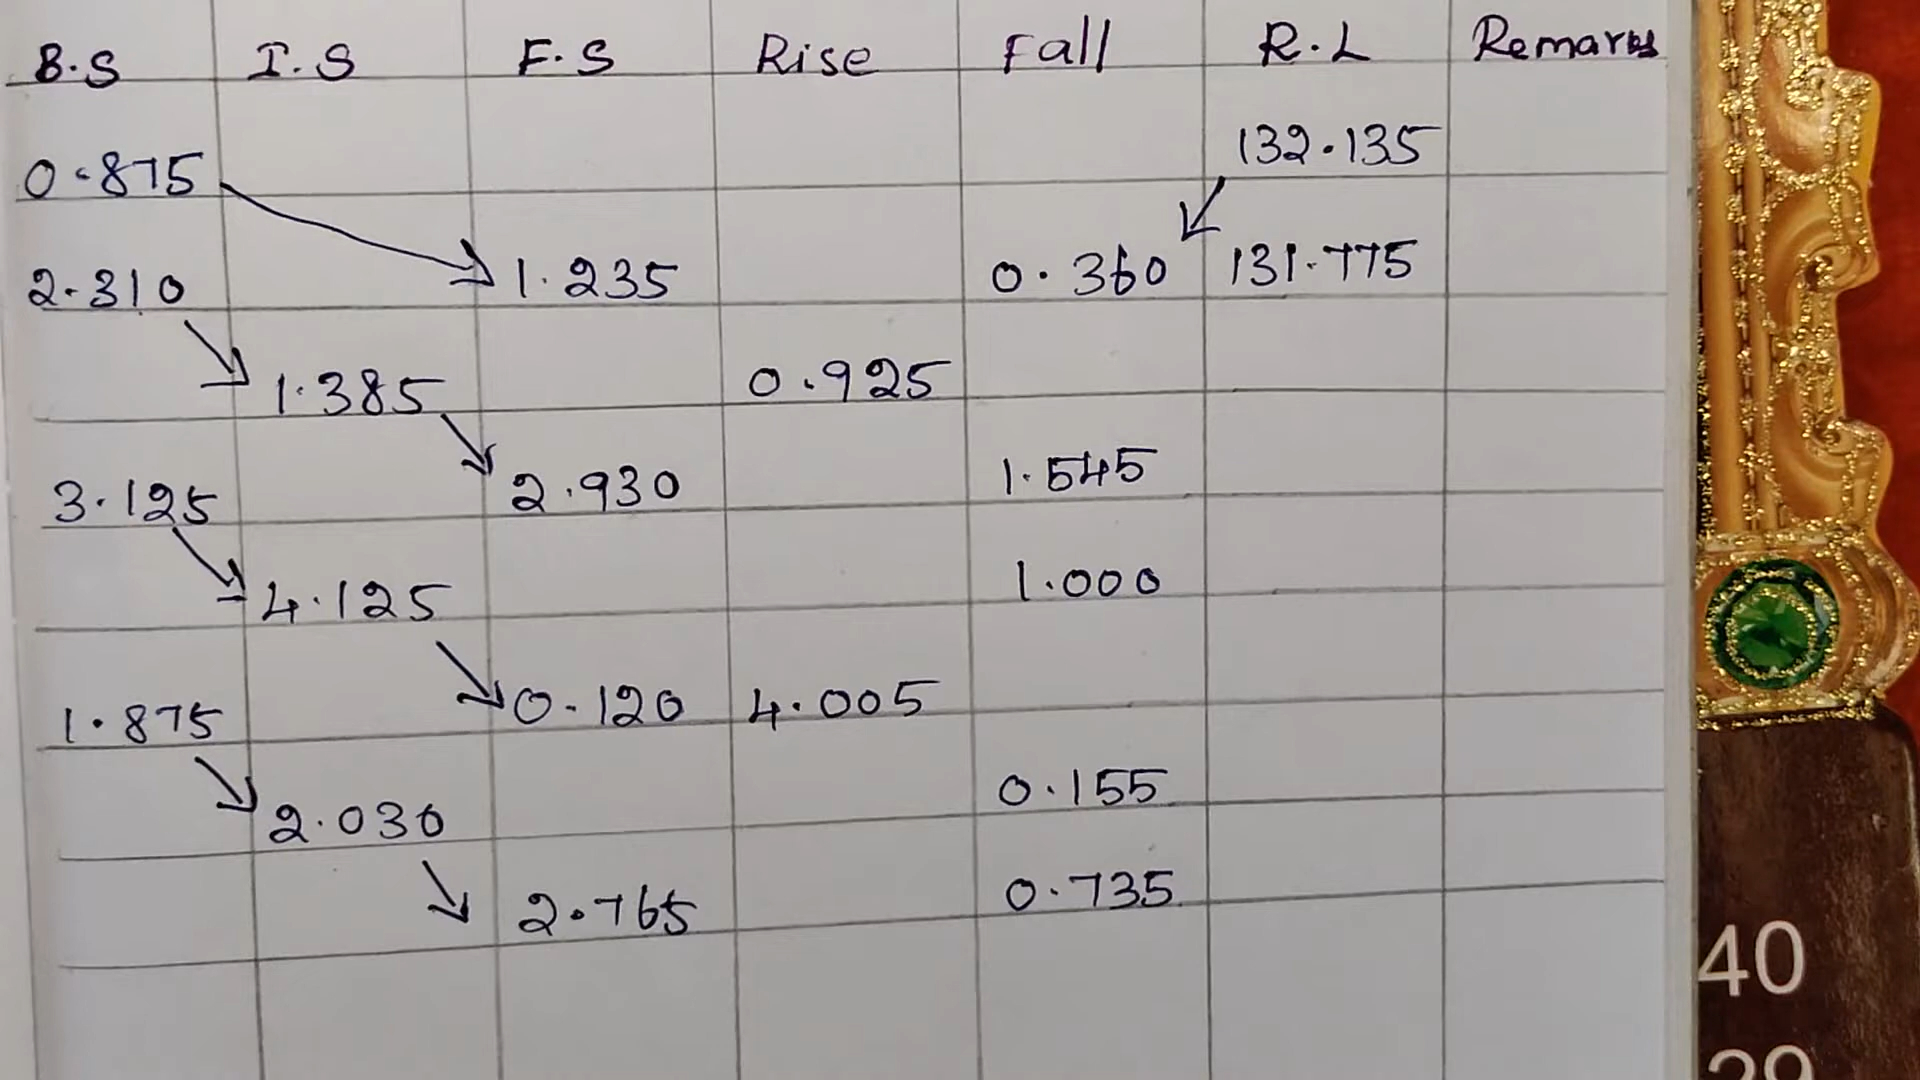 B.S I.S F.S Rise Fall R.L Remarks
0.875 132.135
2.310 1.235 0.360 131.775
1.385 0.925
3.125 2.930 1.545
4.125 1.000
1.875 0.120 4.005
2.030 0.155
2.765 0.735
40